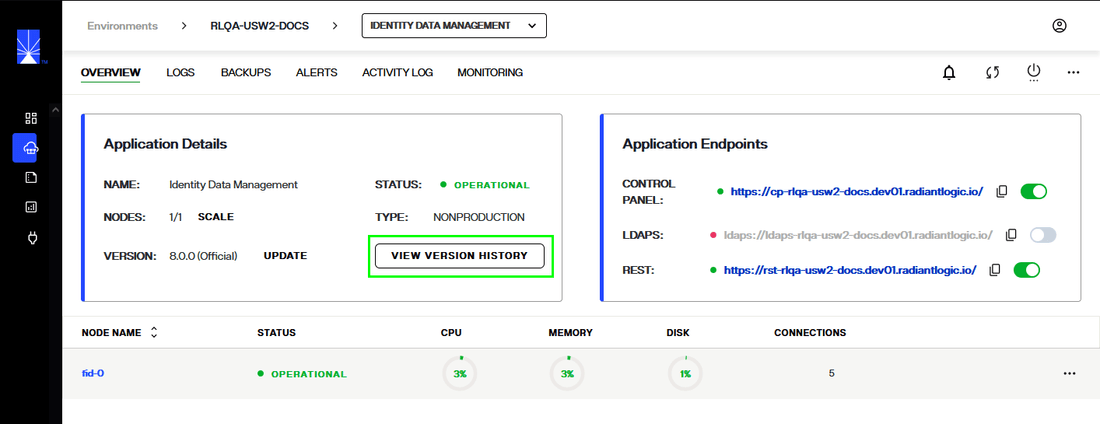 Environments > RLQA-USW2-DOCS > IDENTITY DATA MANAGEMENT
OVERVIEW LOGS BACKUPS ALERTS ACTIVITY LOG MONITORING
Application Details
NAME: Identity Data Management STATUS: OPERATIONAL
NODES: 1/1 SCALE TYPE: NONPRODUCTION
VERSION: 8.0.0 (Official) UPDATE VIEW VERSION HISTORY
Application Endpoints
CONTROL PANEL: https://cp-rlqa-usw2-docs.dev01.radiantlogic.io/
LDAPS: ldaps://ldaps-rlqa-usw2-docs.dev01.radiantlogic.io/
REST: https://rst-rlqa-usw2-docs.dev01.radiantlogic.io/
NODE NAME STATUS CPU MEMORY DISK CONNECTIONS
fid-0 OPERATIONAL 3% 3% 1% 5